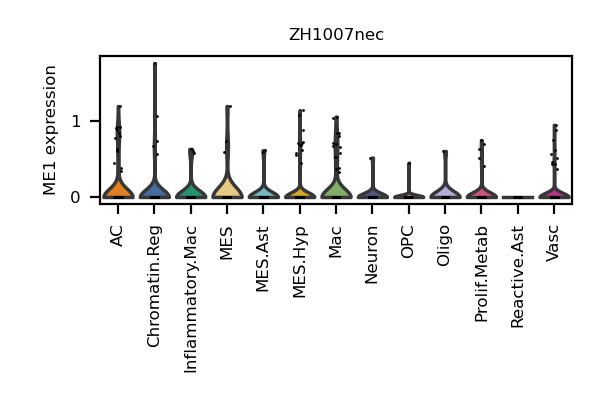 ZH1007nec
ME1 expression
1
0
AC
Chromatin.Reg
Inflammatory.Mac
MES
MES.Ast
MES.Hyp
Mac
Neuron
OPC
Oligo
Prolif.Metab
Reactive.Ast
Vasc